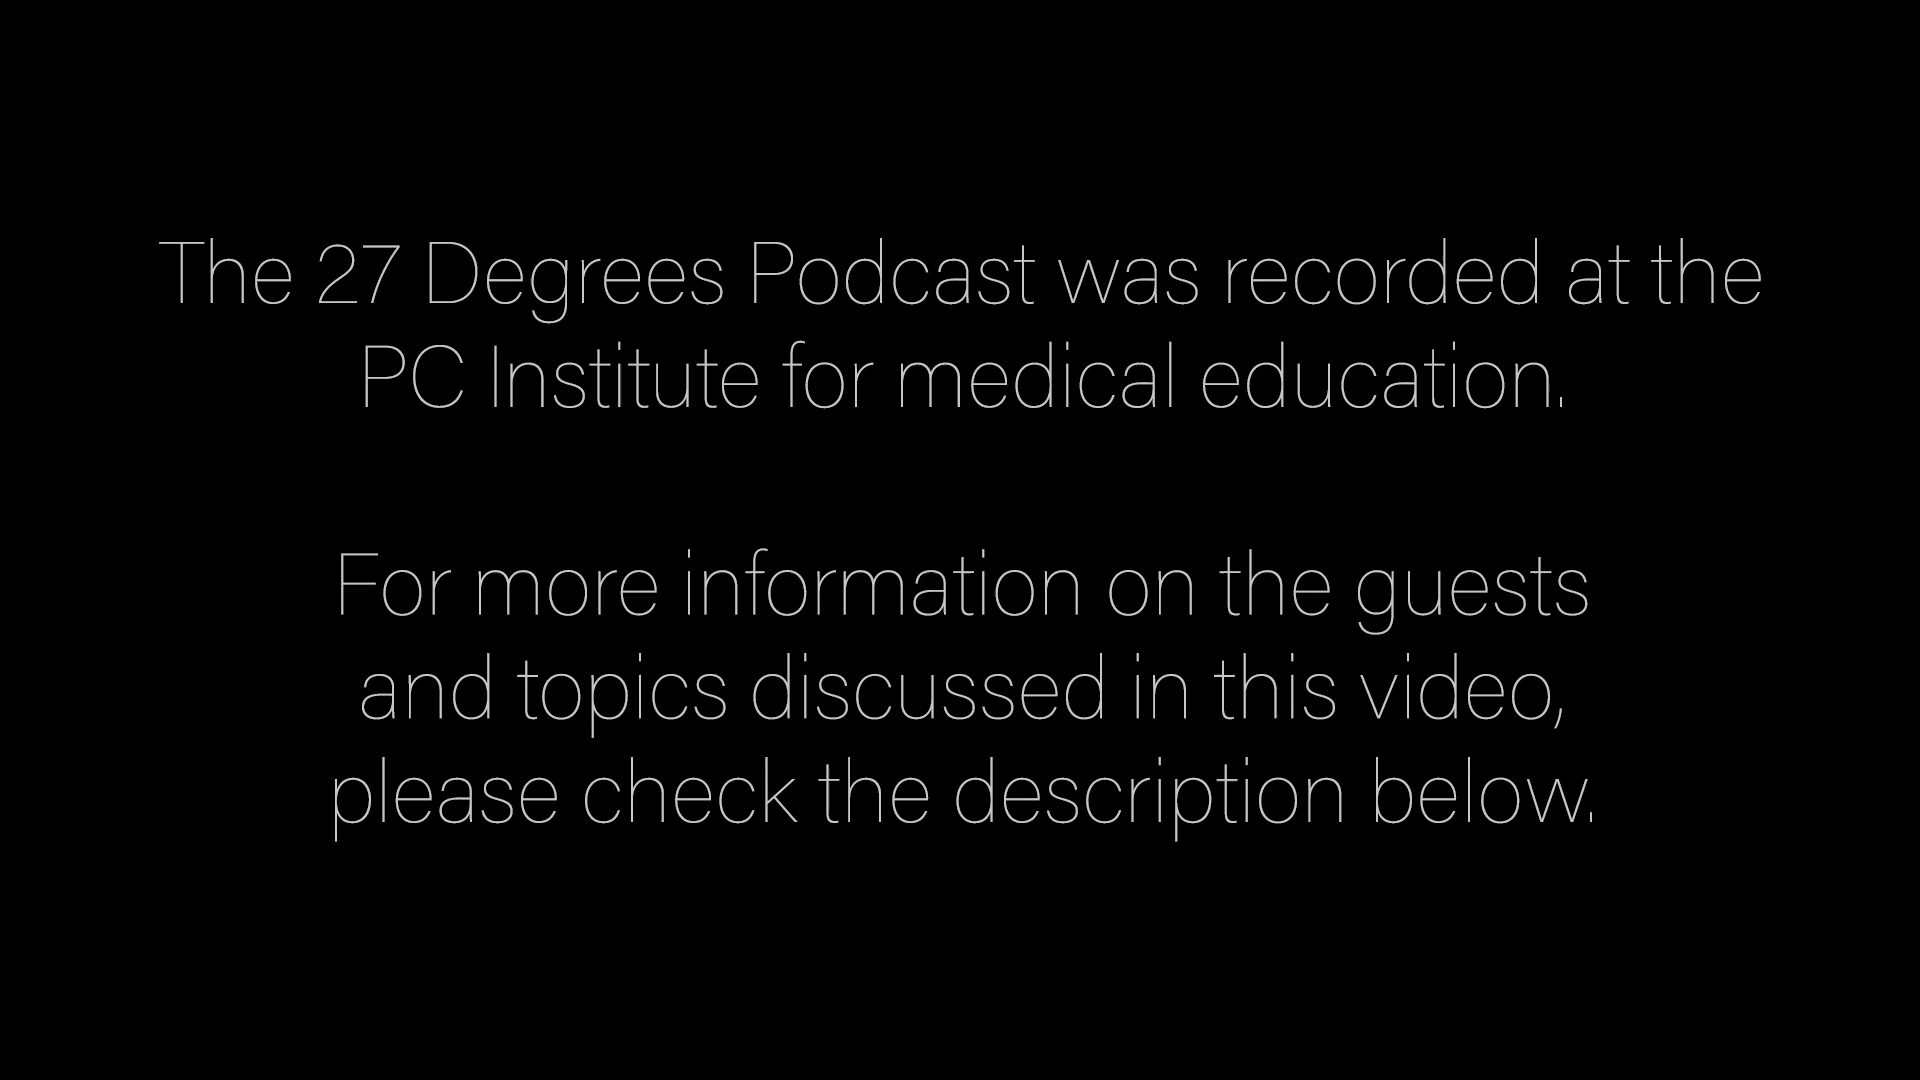 The 27 Degrees Podcast was recorded at the
PC Institute for medical education.
For more information on the guests
and topics discussed in this video,
please check the description below.